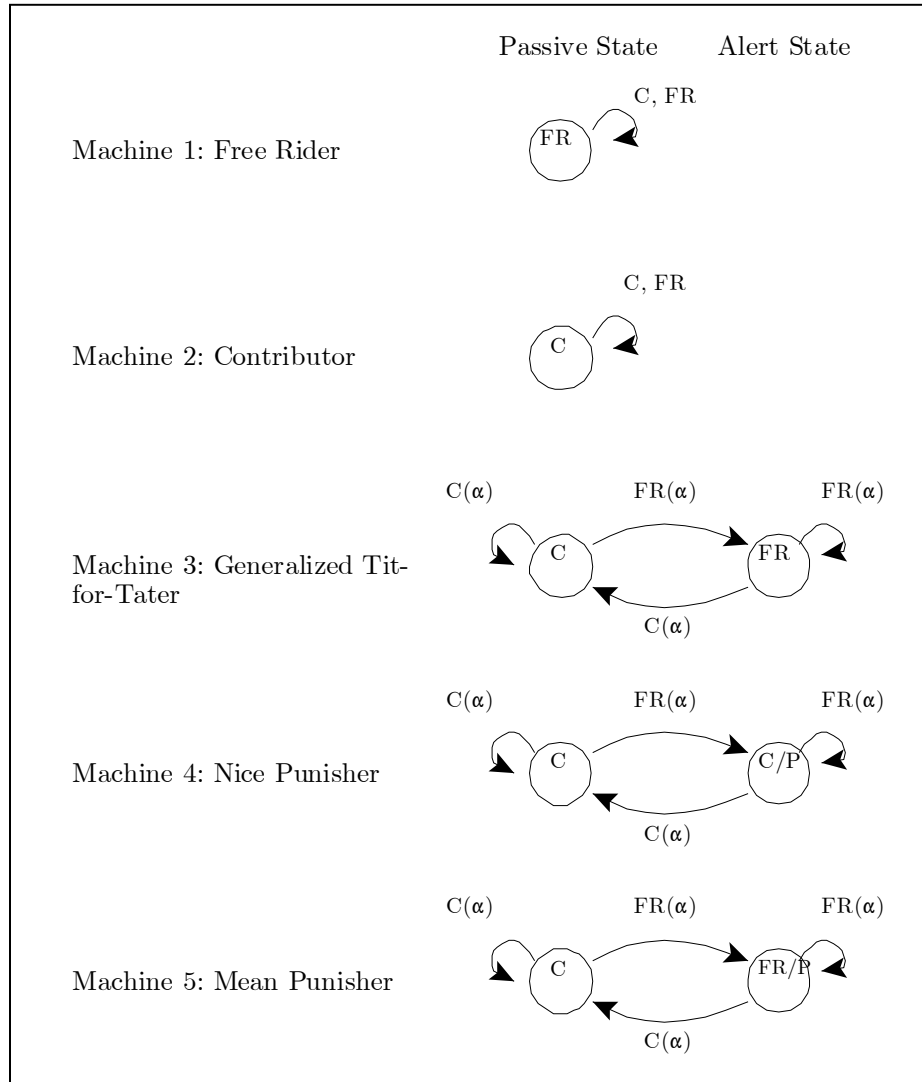 Passive State Alert State
C, FR
Machine 1: Free Rider FR
C, FR
Machine 2: Contributor C
C(α) FR(α) FR(α)
Machine 3: Generalized Tit-
for-Tater
C FR
C(α)
C(α) FR(α) FR(α)
Machine 4: Nice Punisher C C/P
C(α)
C(α) FR(α) FR(α)
Machine 5: Mean Punisher C FR/P
C(α)